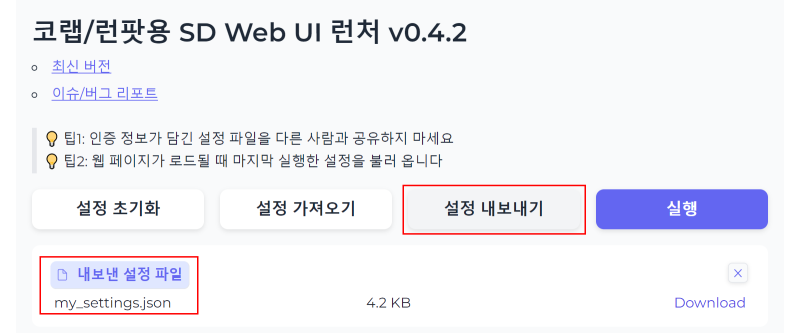 코랩/런팟용 SD Web UI 런처 v0.4.2
최신 버전
이슈/버그 리포트
팁1: 인증 정보가 담긴 설정 파일을 다른 사람과 공유하지 마세요
팁2: 웹 페이지가 로드될 때 마지막 실행한 설정을 불러 옵니다
설정 초기화 설정 가져오기 설정 내보내기 실행
내보낸 설정 파일
my_settings.json 4.2 KB Download